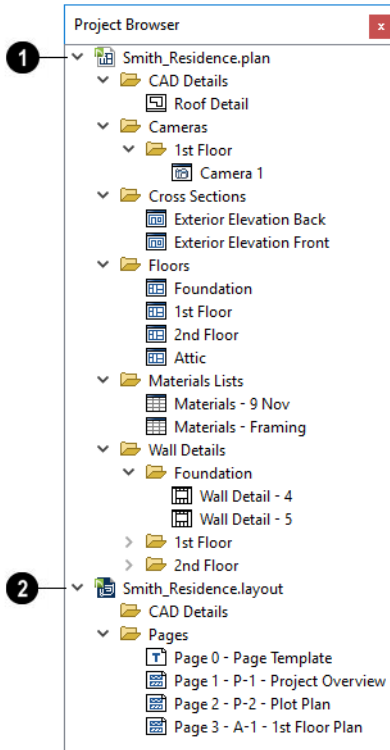 Project Browser
x
1
Smith_Residence.plan
CAD Details
Roof Detail
Cameras
1st Floor
Camera 1
Cross Sections
Exterior Elevation Back
Exterior Elevation Front
Floors
Foundation
1st Floor
2nd Floor
Attic
Materials Lists
Materials - 9 Nov
Materials - Framing
Wall Details
Foundation
Wall Detail - 4
Wall Detail - 5
1st Floor
2nd Floor
2
Smith_Residence.layout
CAD Details
Pages
Page 0 - Page Template
Page 1 - P-1 - Project Overview
Page 2 - P-2 - Plot Plan
Page 3 - A-1 - 1st Floor Plan